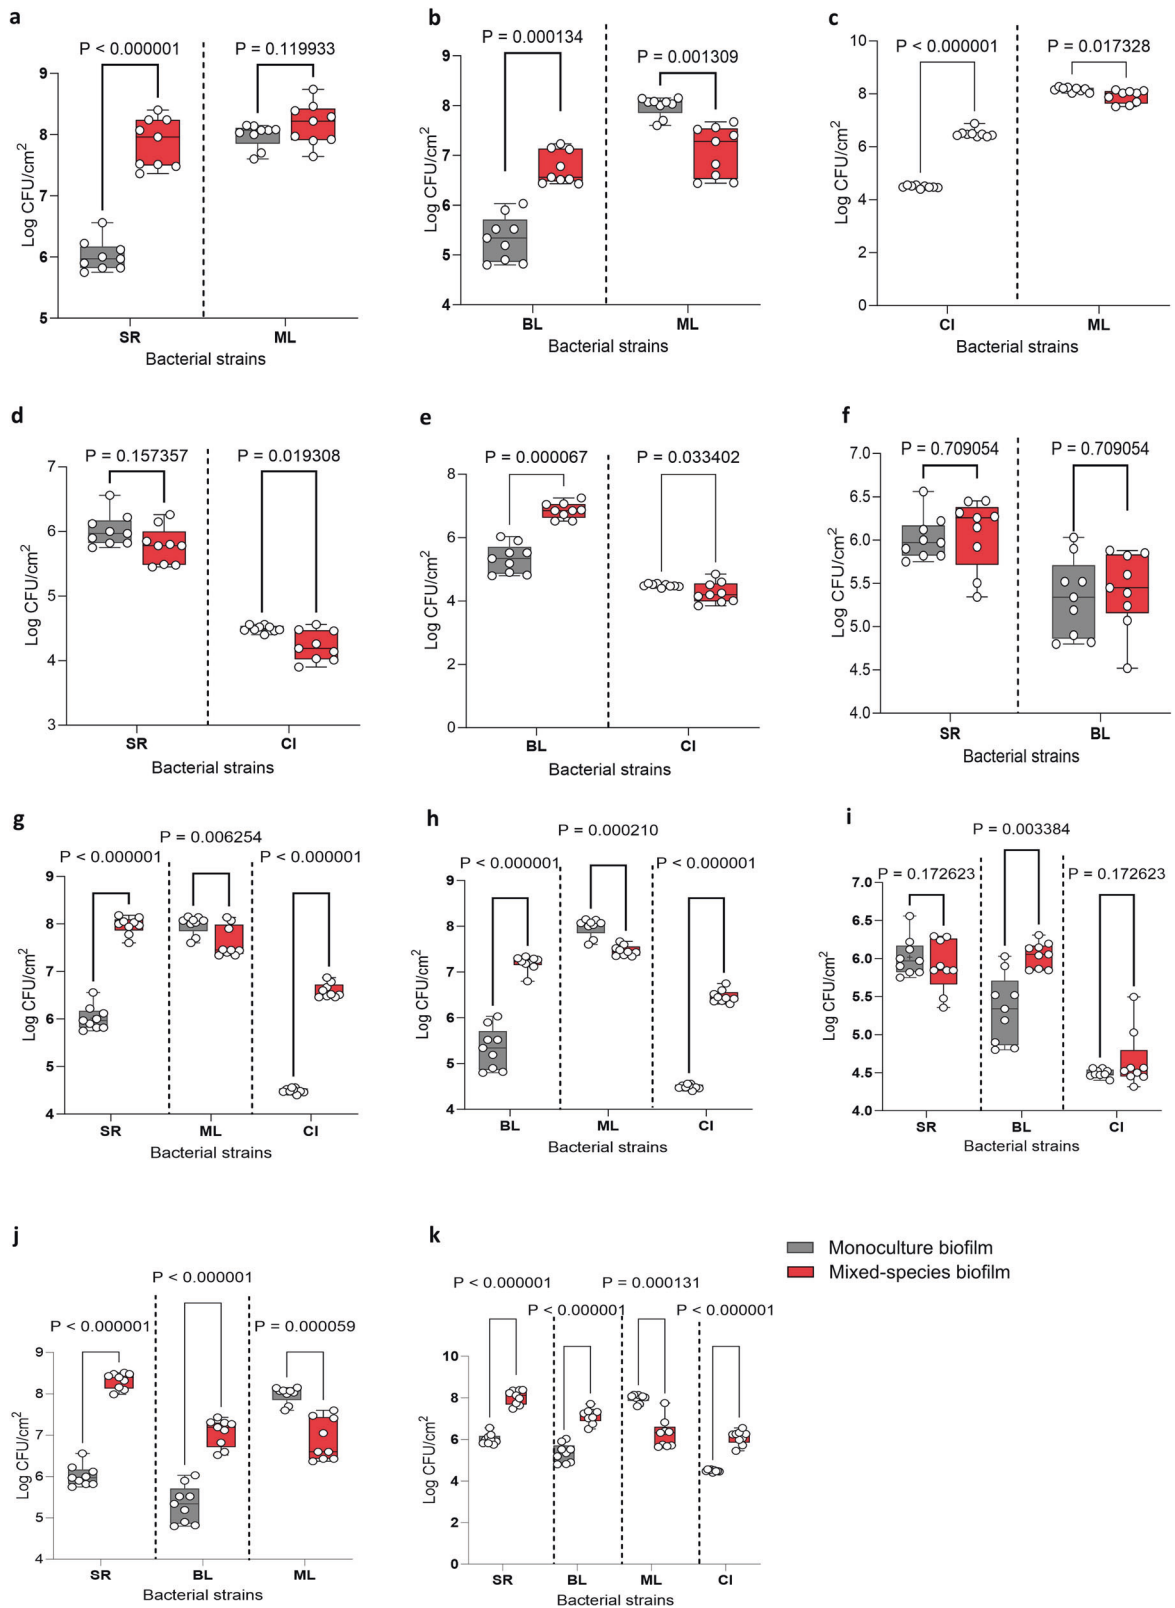 a
P < 0.000001 P = 0.119933
9
8
7
6
5
Log CFU/cm²
SR ML
Bacterial strains
b
P = 0.000134
P = 0.001309
9
8
7
6
5
4
Log CFU/cm²
BL ML
Bacterial strains
c
P < 0.000001 P = 0.017328
10
8
6
4
2
0
Log CFU/cm²
CI ML
Bacterial strains
d
P = 0.157357 P = 0.019308
7
6
5
4
3
Log CFU/cm²
SR CI
Bacterial strains
e
P = 0.000067 P = 0.033402
8
6
4
2
0
Log CFU/cm²
BL CI
Bacterial strains
f
P = 0.709054 P = 0.709054
7.0
6.5
6.0
5.5
5.0
4.5
4.0
Log CFU/cm²
SR BL
Bacterial strains
g
P = 0.006254
P < 0.000001 P < 0.000001
9
8
7
6
5
4
Log CFU/cm²
SR ML CI
Bacterial strains
h
P = 0.000210
P < 0.000001 P < 0.000001
9
8
7
6
5
4
Log CFU/cm²
BL ML CI
Bacterial strains
i
P = 0.003384
P = 0.172623 P = 0.172623
7.0
6.5
6.0
5.5
5.0
4.5
4.0
Log CFU/cm²
SR BL CI
Bacterial strains
j
P < 0.000001
P < 0.000001 P = 0.000059
9
8
7
6
5
4
Log CFU/cm²
SR BL ML
Bacterial strains
k
P < 0.000001 P = 0.000131
P < 0.000001 P < 0.000001
10
8
6
4
2
0
Log CFU/cm²
SR BL ML CI
Bacterial strains
Monoculture biofilm
Mixed-species biofilm